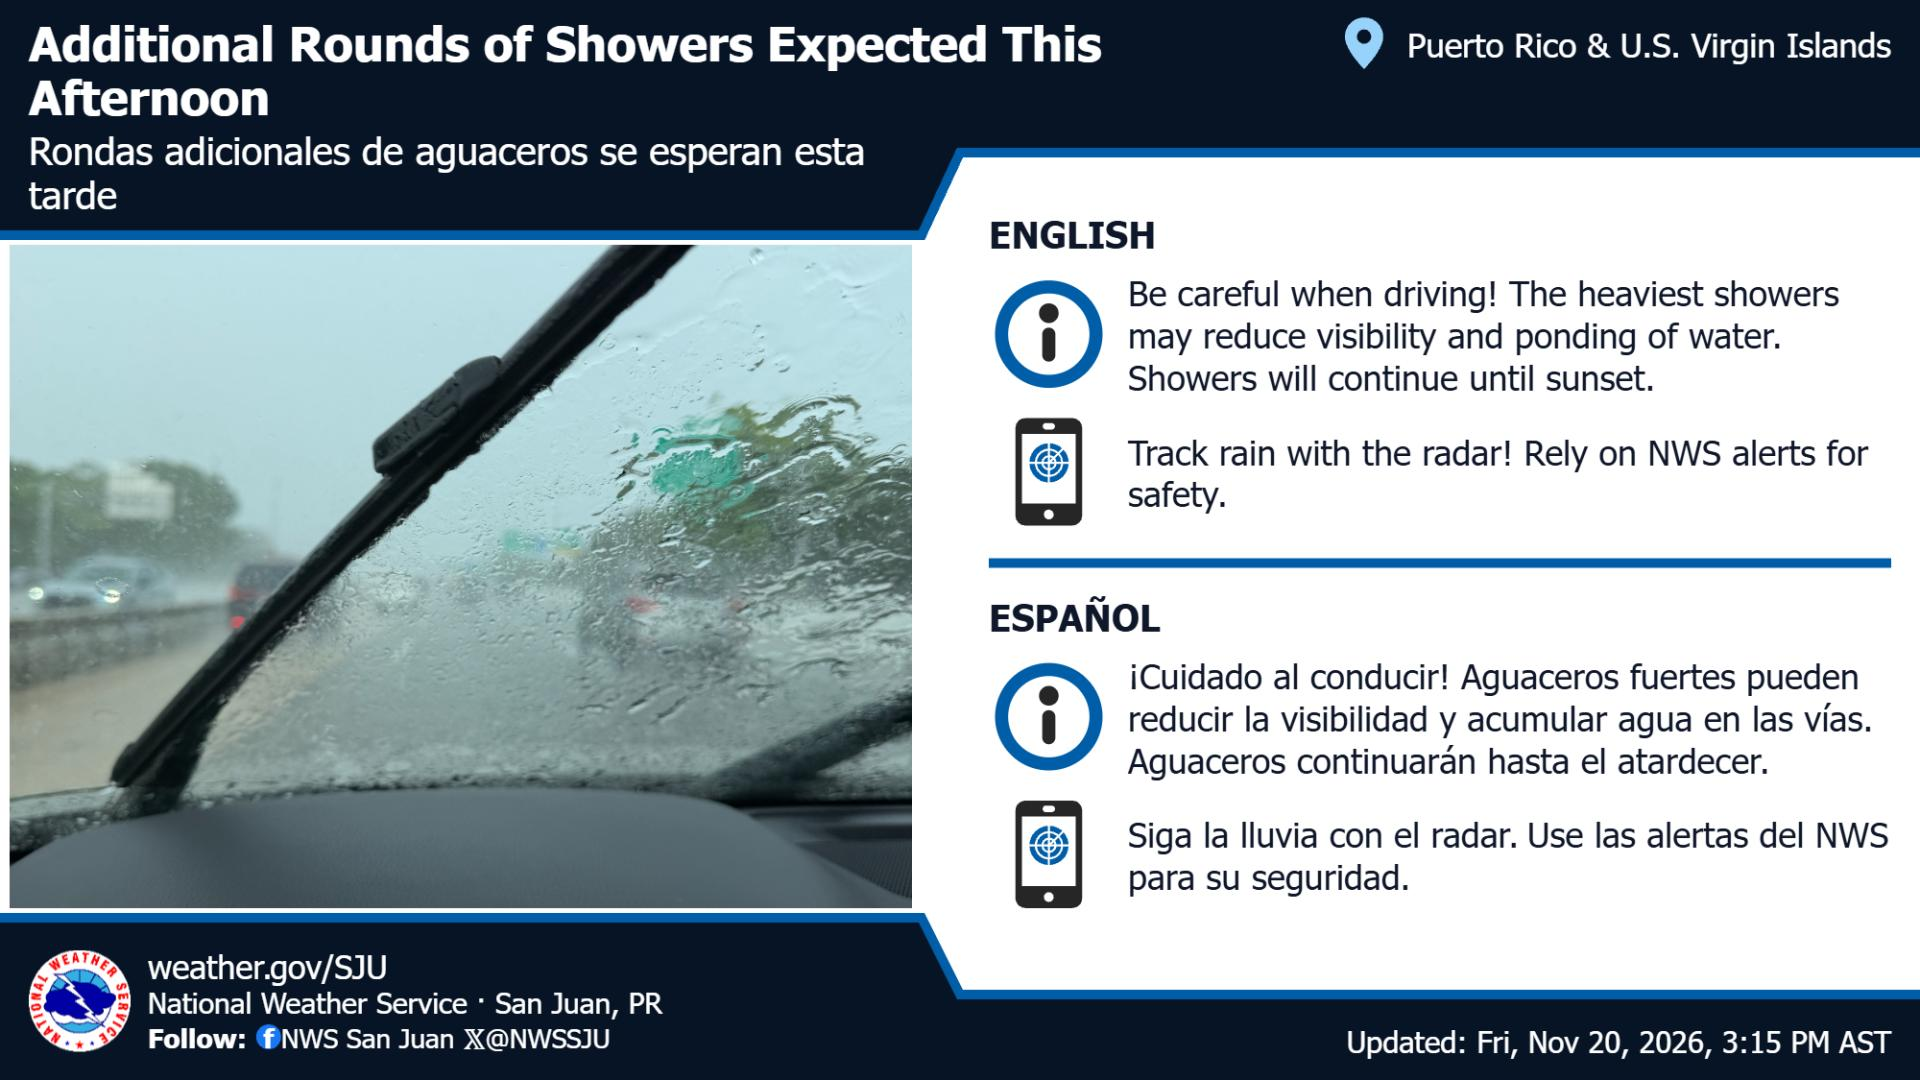 Additional Rounds of Showers Expected This
Afternoon
Rondas adicionales de aguaceros se esperan esta
tarde
Puerto Rico & U.S. Virgin Islands
ENGLISH
Be careful when driving! The heaviest showers
may reduce visibility and ponding of water.
Showers will continue until sunset.
Track rain with the radar! Rely on NWS alerts for
safety.
ESPAÑOL
¡Cuidado al conducir! Aguaceros fuertes pueden
reducir la visibilidad y acumular agua en las vías.
Aguaceros continuarán hasta el atardecer.
Siga la lluvia con el radar. Use las alertas del NWS
para su seguridad.
NATIONAL WEATHER SERVICE
weather.gov/SJU
National Weather Service · San Juan, PR
Follow: NWS San Juan 𝕏@NWSSJU
Updated: Fri, Nov 20, 2026, 3:15 PM AST